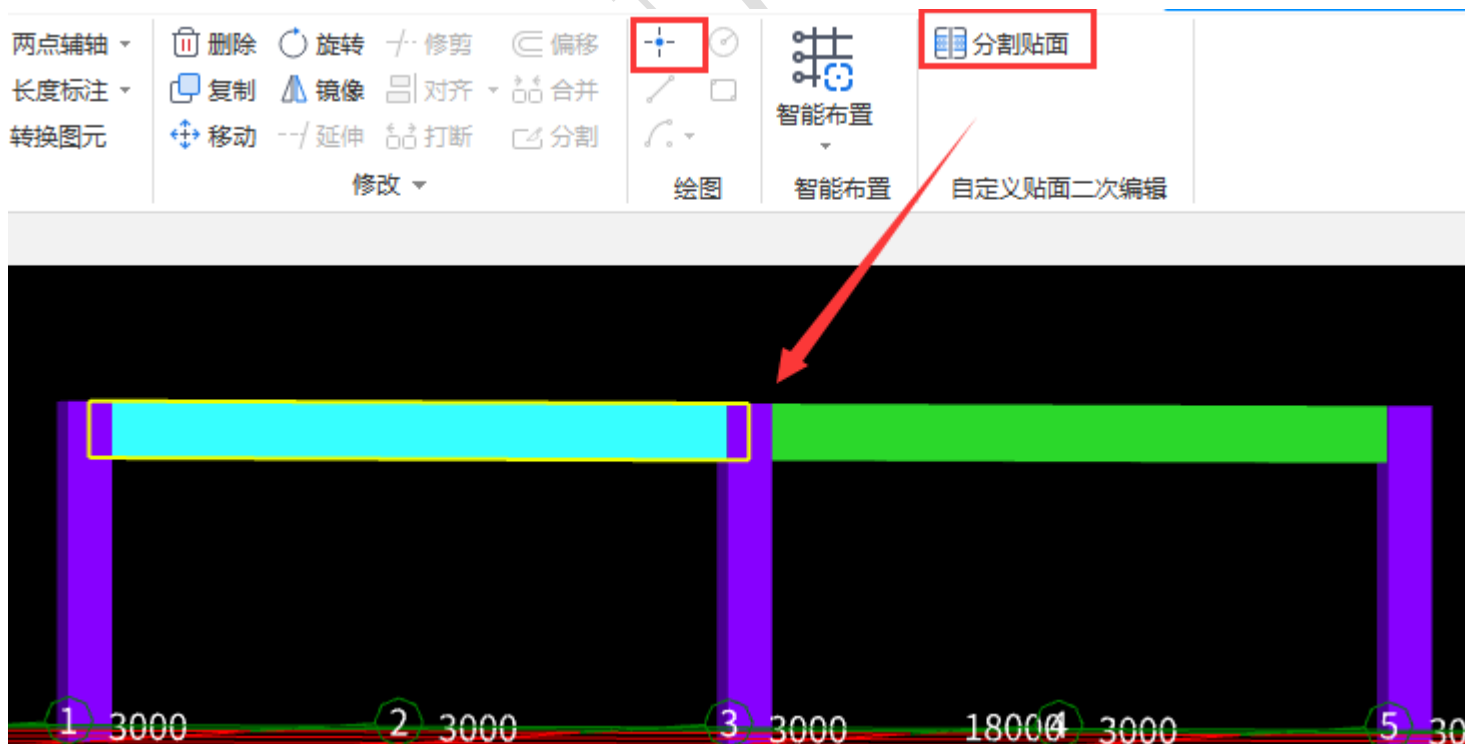 两点辅轴 删除 旋转 修剪 偏移 分割贴面
长度标注 复制 镜像 对齐 合并
智能布置
转换图元 移动 延伸 打断 分割
修改 绘图 智能布置 自定义贴面二次编辑
1 3000 2 3000 3 3000 18000 4 3000 5 30